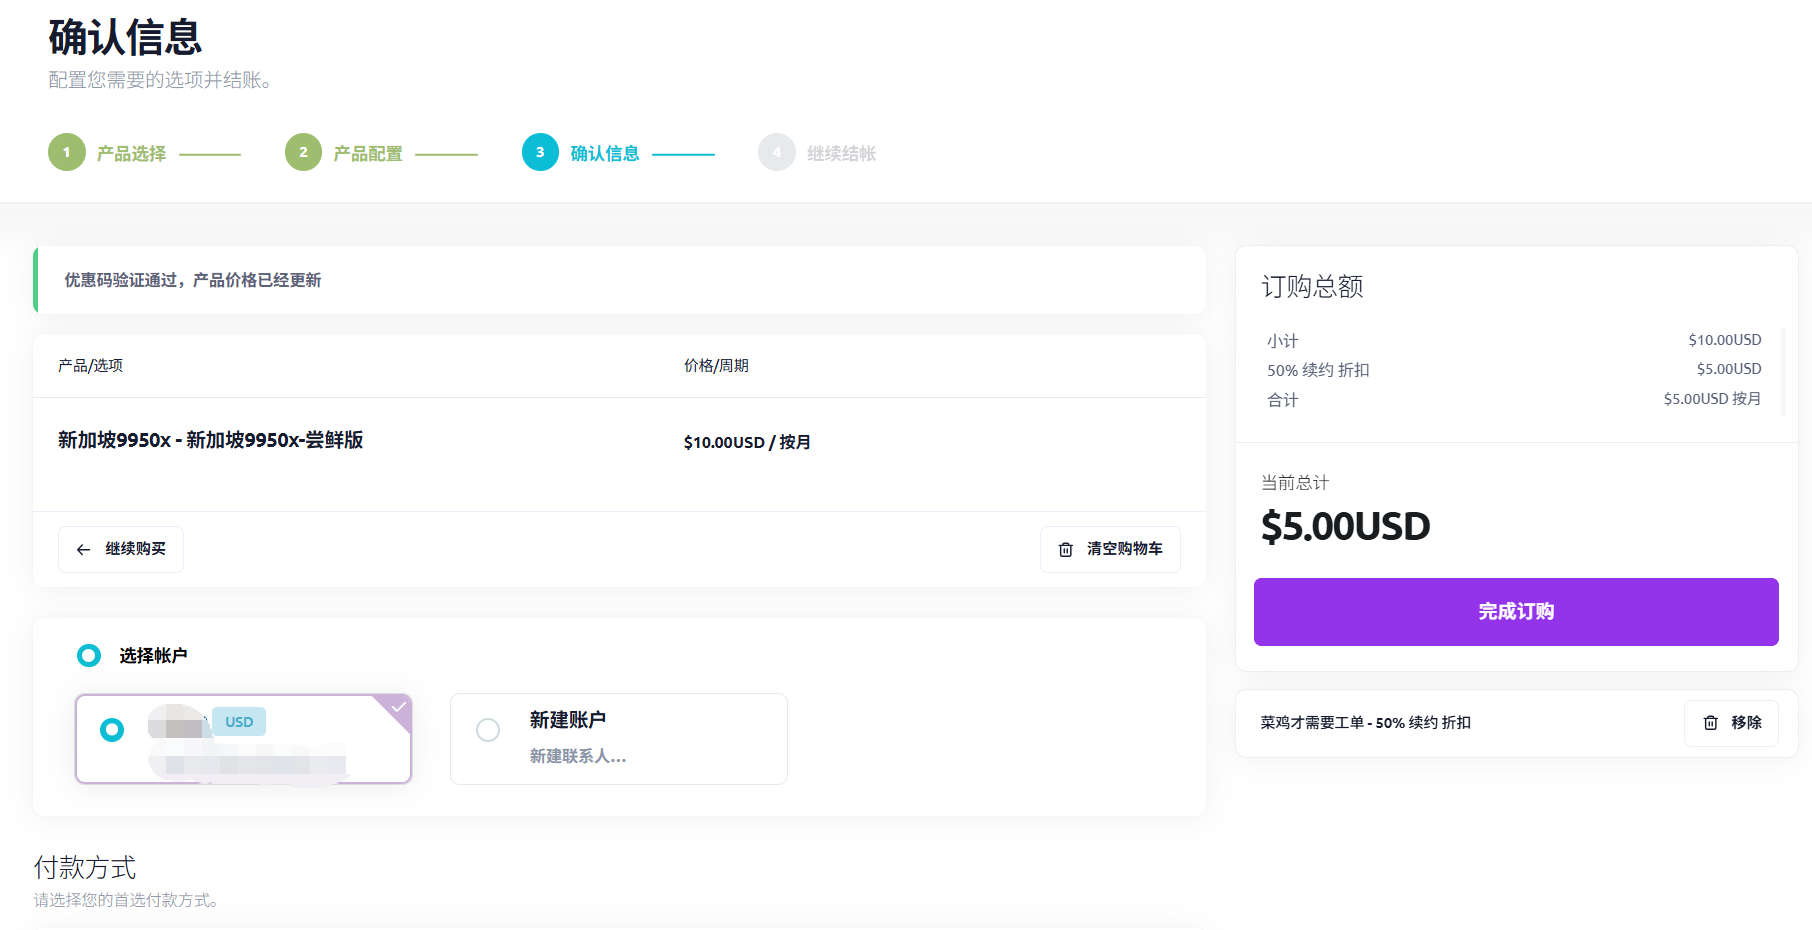 确认信息
配置您需要的选项并结账。
1 产品选择
2 产品配置
3 确认信息
4 继续结帐
优惠码验证通过，产品价格已经更新
产品/选项 价格/周期
新加坡9950x - 新加坡9950x-尝鲜版 $10.00USD / 按月
继续购买 清空购物车
选择帐户
USD
新建账户
新建联系人...
付款方式
请选择您的首选付款方式。
订购总额
小计 $10.00USD
50% 续约 折扣 $5.00USD
合计 $5.00USD 按月
当前总计
$5.00USD
完成订购
菜鸡才需要工单 - 50% 续约 折扣 移除